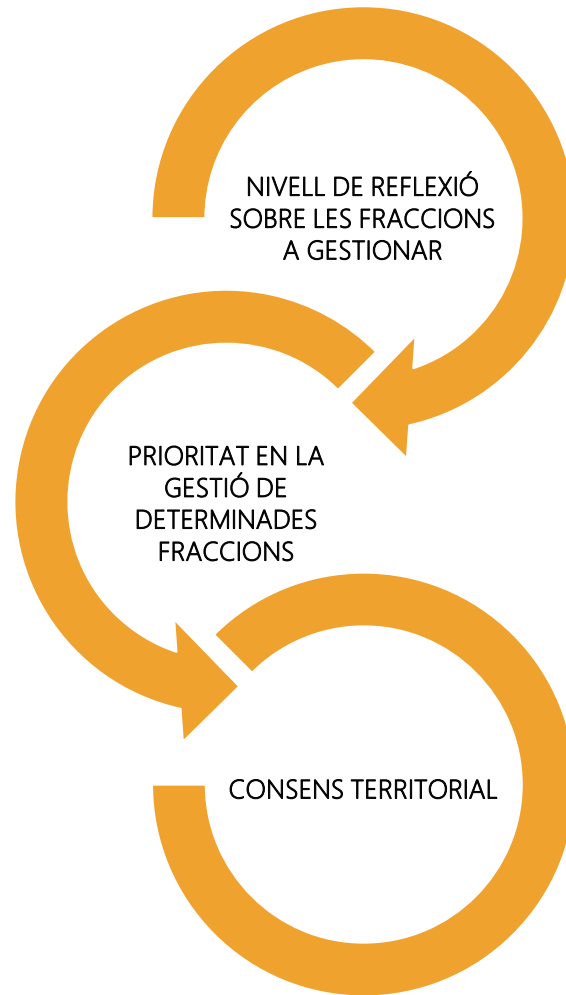 NIVELL DE REFLEXIÓ
SOBRE LES FRACCIONS
A GESTIONAR
PRIORITAT EN LA
GESTIÓ DE
DETERMINADES
FRACCIONS
CONSENS TERRITORIAL